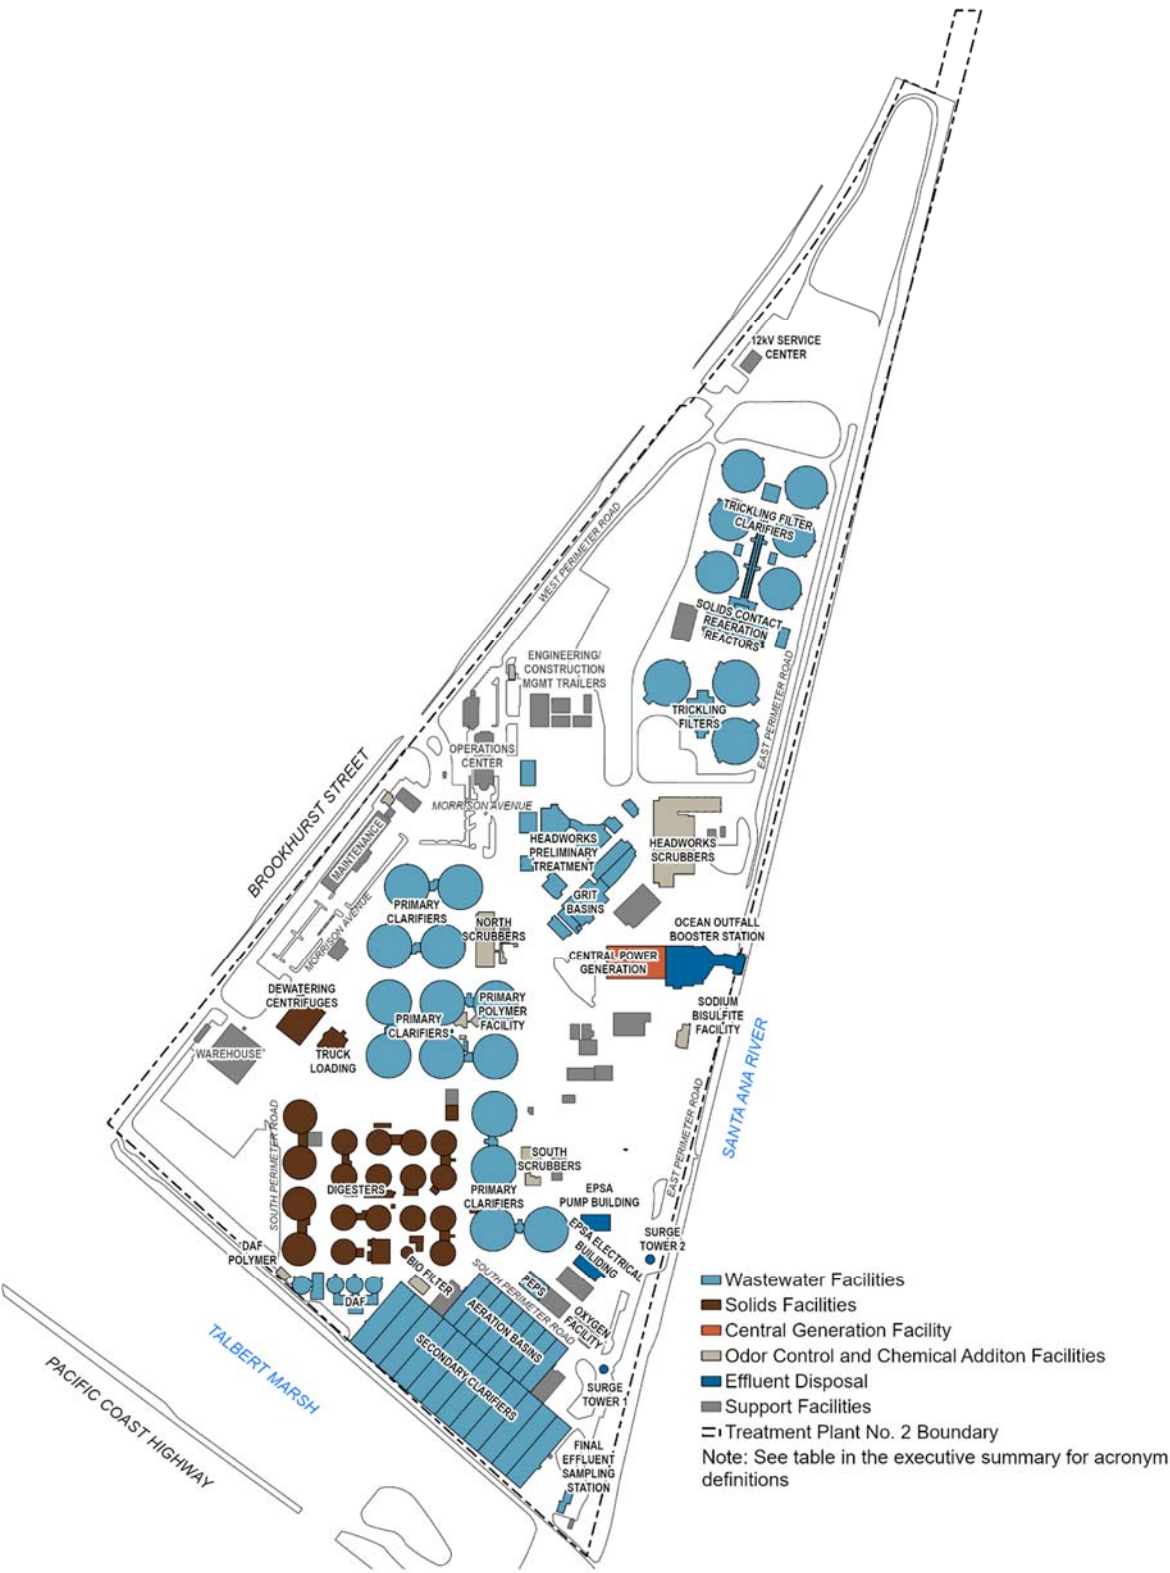 12kV SERVICE
CENTER
WEST PERIMETER ROAD
TRICKLING FILTER
CLARIFIERS
SOLIDS CONTACT
REAERATION
REACTORS
ENGINEERING/
CONSTRUCTION
MGMT TRAILERS
TRICKLING
FILTERS
EAST PERIMETER ROAD
OPERATIONS
CENTER
MORRISON AVENUE
BROOKHURST STREET
MAINTENANCE
HEADWORKS
PRELIMINARY
TREATMENT
HEADWORKS
SCRUBBERS
GRIT
BASINS
PRIMARY
CLARIFIERS
NORTH
SCRUBBERS
MORRISON AVENUE
OCEAN OUTFALL
BOOSTER STATION
CENTRAL POWER
GENERATION
DEWATERING
CENTRIFUGES
PRIMARY
POLYMER
FACILITY
PRIMARY
CLARIFIERS
SODIUM
BISULFITE
FACILITY
WAREHOUSE
TRUCK
LOADING
SANTA ANA RIVER
EAST PERIMETER ROAD
SOUTH PERIMETER ROAD
SOUTH
SCRUBBERS
DIGESTERS
PRIMARY
CLARIFIERS
EPSA
PUMP BUILDING
EPSA ELECTRICAL
BUILIDING
SURGE
TOWER 2
DAF
POLYMER
BIO FILTER
SOUTH PERIMETER ROAD
PEPS
DAF
AERATION BASINS
OXYGEN
FACILITY
SECONDARY CLARIFIERS
SURGE
TOWER 1
TALBERT MARSH
PACIFIC COAST HIGHWAY
FINAL
EFFLUENT
SAMPLING
STATION
Wastewater Facilities
Solids Facilities
Central Generation Facility
Odor Control and Chemical Additon Facilities
Effluent Disposal
Support Facilities
Treatment Plant No. 2 Boundary
Note: See table in the executive summary for acronym
definitions